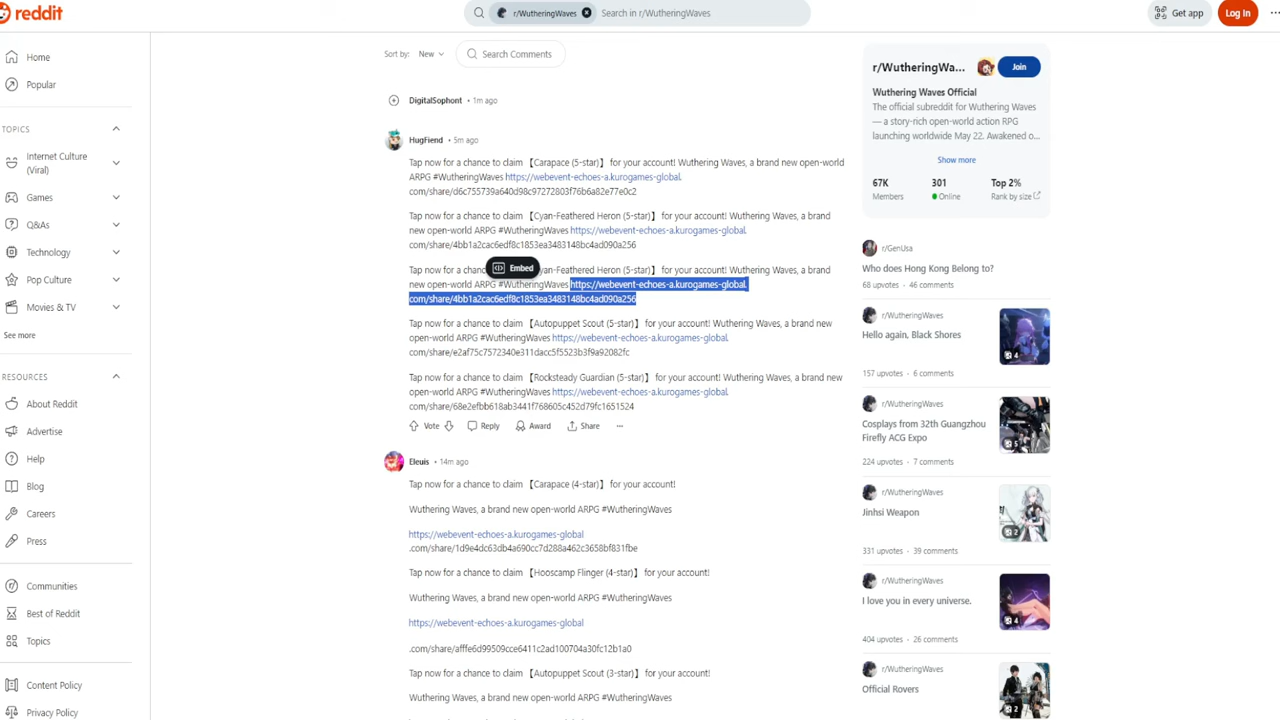 reddit
r/WutheringWaves
Search in r/WutheringWaves
Get app
Log In
Home
Popular
TOPICS
Internet Culture
(Viral)
Games
Q&As
Technology
Pop Culture
Movies & TV
See more
RESOURCES
About Reddit
Advertise
Help
Blog
Careers
Press
Communities
Best of Reddit
Topics
Content Policy
Privacy Policy
Sort by: New
Search Comments
DigitalSophont • 1m ago
HugFiend • 5m ago
Tap now for a chance to claim 【Carapace (5-star)】 for your account! Wuthering Waves, a brand new open-world
ARPG #WutheringWaves https://webevent-echoes-a.kurogames-global.
com/share/d6c755739a640d98c97272803f76b6a82e77e0c2
Tap now for a chance to claim 【Cyan-Feathered Heron (5-star)】 for your account! Wuthering Waves, a brand
new open-world ARPG #WutheringWaves https://webevent-echoes-a.kurogames-global.
com/share/4bb1a2cac6edf8c1853ea3483148bc4ad090a256
Embed
Tap now for a chance yan-Feathered Heron (5-star)】 for your account! Wuthering Waves, a brand
new open-world ARPG #WutheringWaves https://webevent-echoes-a.kurogames-global.
com/share/4bb1a2cac6edf8c1853ea3483148bc4ad090a256
Tap now for a chance to claim 【Autopuppet Scout (5-star)】 for your account! Wuthering Waves, a brand new
open-world ARPG #WutheringWaves https://webevent-echoes-a.kurogames-global.
com/share/e2af75c7572340e311dacc5f5523b3f9a92082fc
Tap now for a chance to claim 【Rocksteady Guardian (5-star)】 for your account! Wuthering Waves, a brand new
open-world ARPG #WutheringWaves https://webevent-echoes-a.kurogames-global.
com/share/68e2efbb618ab3441f768605c452d79fc1651524
Vote Reply Award Share ...
Eleuis • 14m ago
Tap now for a chance to claim 【Carapace (4-star)】 for your account!
Wuthering Waves, a brand new open-world ARPG #WutheringWaves
https://webevent-echoes-a.kurogames-global
.com/share/1d9e4dc63db4a690cc7d288a462c3658bf831fbe
Tap now for a chance to claim 【Hooscamp Flinger (4-star)】 for your account!
Wuthering Waves, a brand new open-world ARPG #WutheringWaves
https://webevent-echoes-a.kurogames-global
.com/share/afffe6d99509cce6411c2ad100704a30fc12b1a0
Tap now for a chance to claim 【Autopuppet Scout (3-star)】 for your account!
Wuthering Waves, a brand new open-world ARPG #WutheringWaves
r/WutheringWa...
Join
Wuthering Waves Official
The official subreddit for Wuthering Waves
— a story-rich open-world action RPG
launching worldwide May 22. Awakened o...
Show more
67K 301 Top 2%
Members Online Rank by size
r/GenUsa
Who does Hong Kong Belong to?
68 upvotes • 46 comments
r/WutheringWaves
Hello again, Black Shores
4
157 upvotes • 6 comments
r/WutheringWaves
Cosplays from 32th Guangzhou
Firefly ACG Expo
5
224 upvotes • 7 comments
r/WutheringWaves
Jinhsi Weapon
2
331 upvotes • 39 comments
r/WutheringWaves
I love you in every universe.
4
404 upvotes • 26 comments
r/WutheringWaves
Official Rovers
2